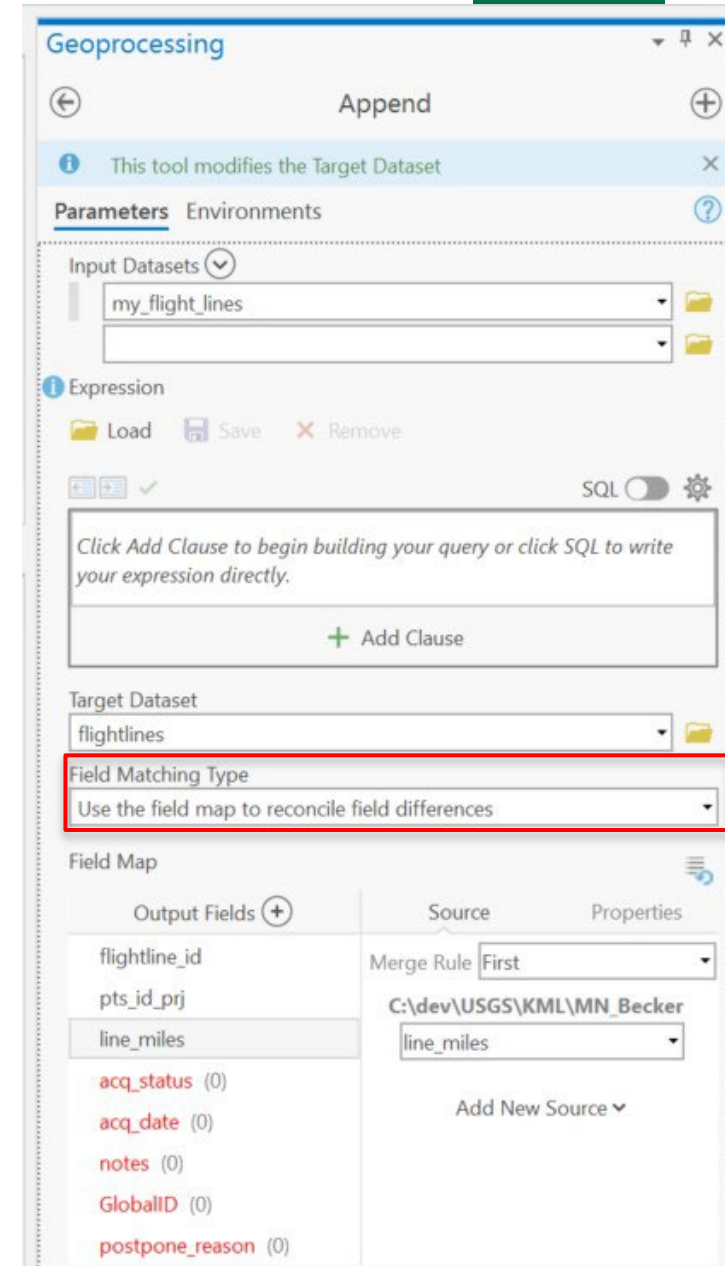 Geoprocessing
Append
This tool modifies the Target Dataset
Parameters Environments
Input Datasets
my_flight_lines
Expression
Load Save Remove
SQL
Click Add Clause to begin building your query or click SQL to write
your expression directly.
Add Clause
Target Dataset
flightlines
Field Matching Type
Use the field map to reconcile field differences
Field Map
Output Fields Source Properties
flightline_id
Merge Rule First
pts_id_prj
C:\dev\USGS\KML\MN_Becker
line_miles
line_miles
acq_status (0)
Add New Source
acq_date (0)
notes (0)
GlobalID (0)
postpone_reason (0)